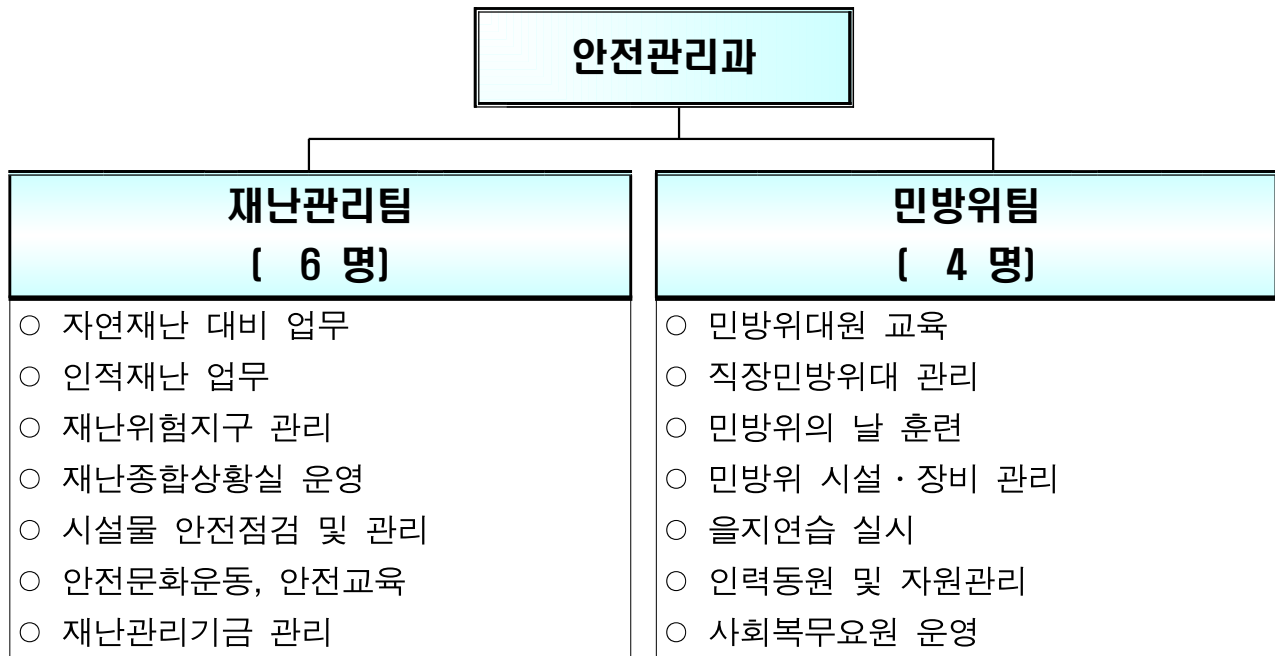 안전관리과
재난관리팀
( 6 명)
○ 자연재난 대비 업무
○ 인적재난 업무
○ 재난위험지구 관리
○ 재난종합상황실 운영
○ 시설물 안전점검 및 관리
○ 안전문화운동, 안전교육
○ 재난관리기금 관리
민방위팀
( 4 명)
○ 민방위대원 교육
○ 직장민방위대 관리
○ 민방위의 날 훈련
○ 민방위 시설·장비 관리
○ 을지연습 실시
○ 인력동원 및 자원관리
○ 사회복무요원 운영